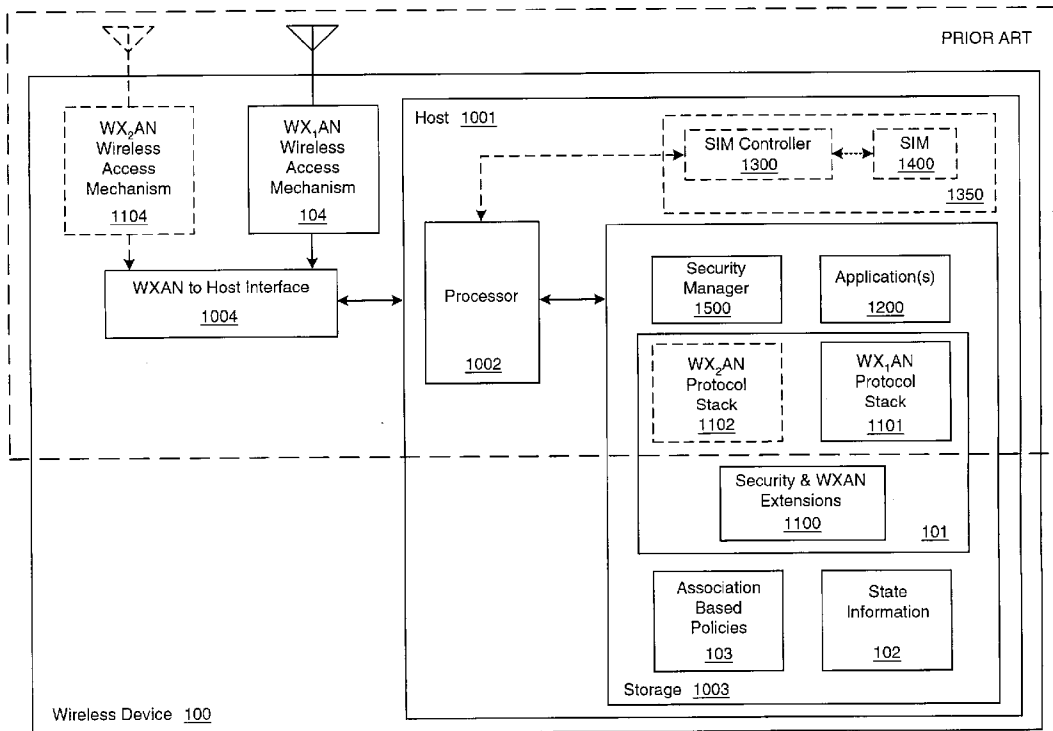 PRIOR ART
WX₂AN
Wireless
Access
Mechanism
1104
WX₁AN
Wireless
Access
Mechanism
104
WXAN to Host Interface
1004
Host 1001
SIM Controller
1300
SIM
1400
1350
Processor
1002
Security
Manager
1500
Application(s)
1200
WX₂AN
Protocol
Stack
1102
WX₁AN
Protocol
Stack
1101
Security & WXAN
Extensions
1100
101
Association
Based
Policies
103
State
Information
102
Storage 1003
Wireless Device 100